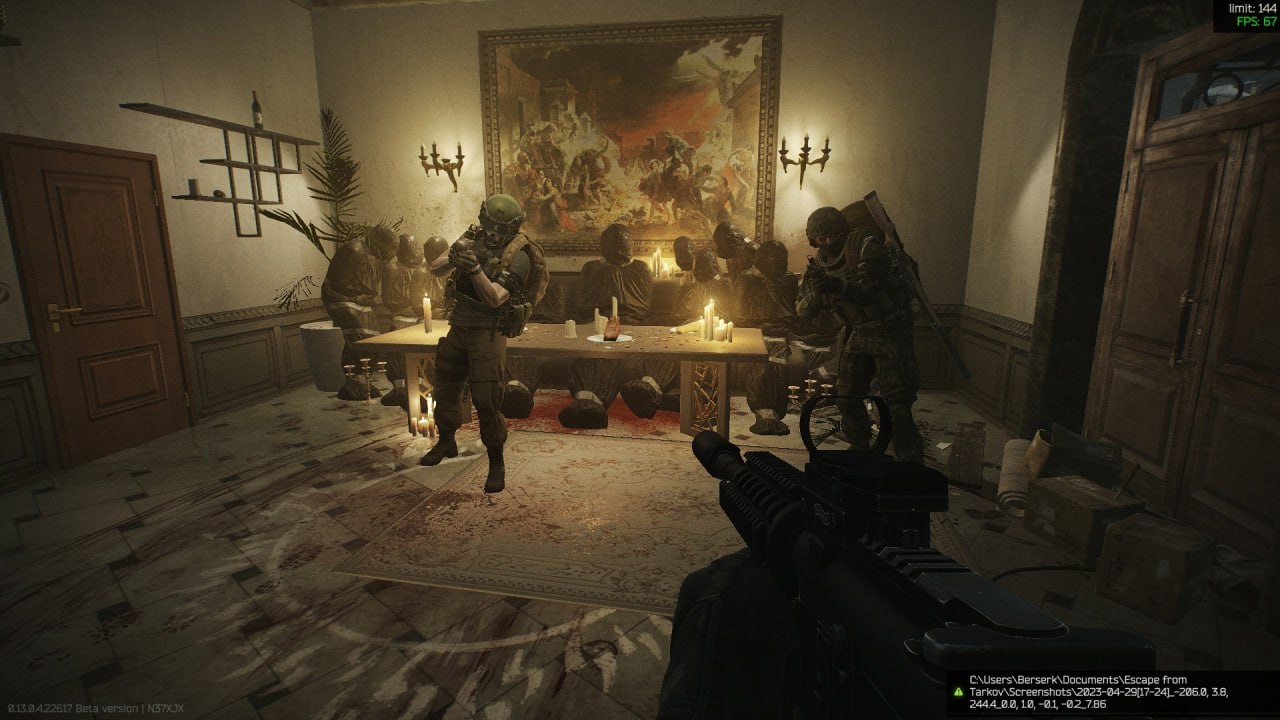 limit: 144
FPS: 67
C:\Users\Berserk\Documents\Escape from
Tarkov\Screenshots\2023-04-29[17-24]_-206.0, 3.8,
244.4_0.0, 1.0, -0.1, -0.2_7.86
0.13.0.4.22617 Beta version | N37XJX